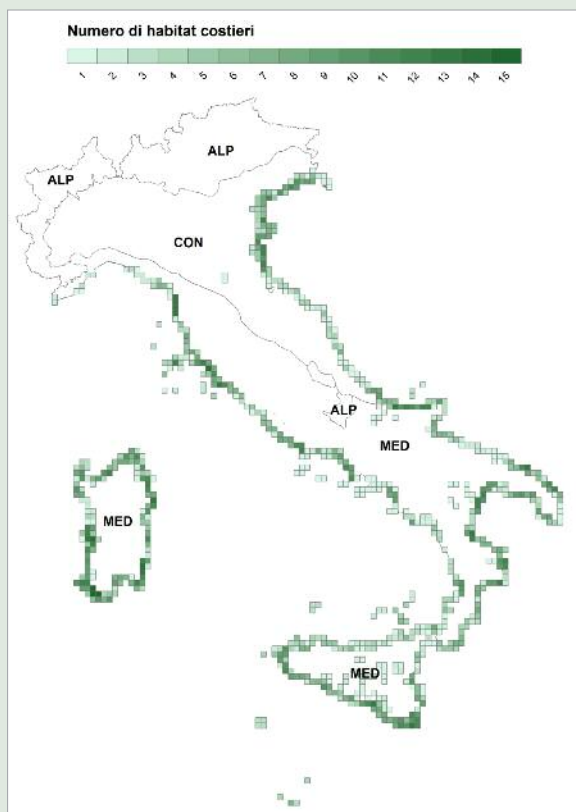 Numero di habitat costieri
1 2 3 4 5 6 7 8 9 10 11 12 13 14 15
ALP
ALP
CON
ALP
MED
MED
MED